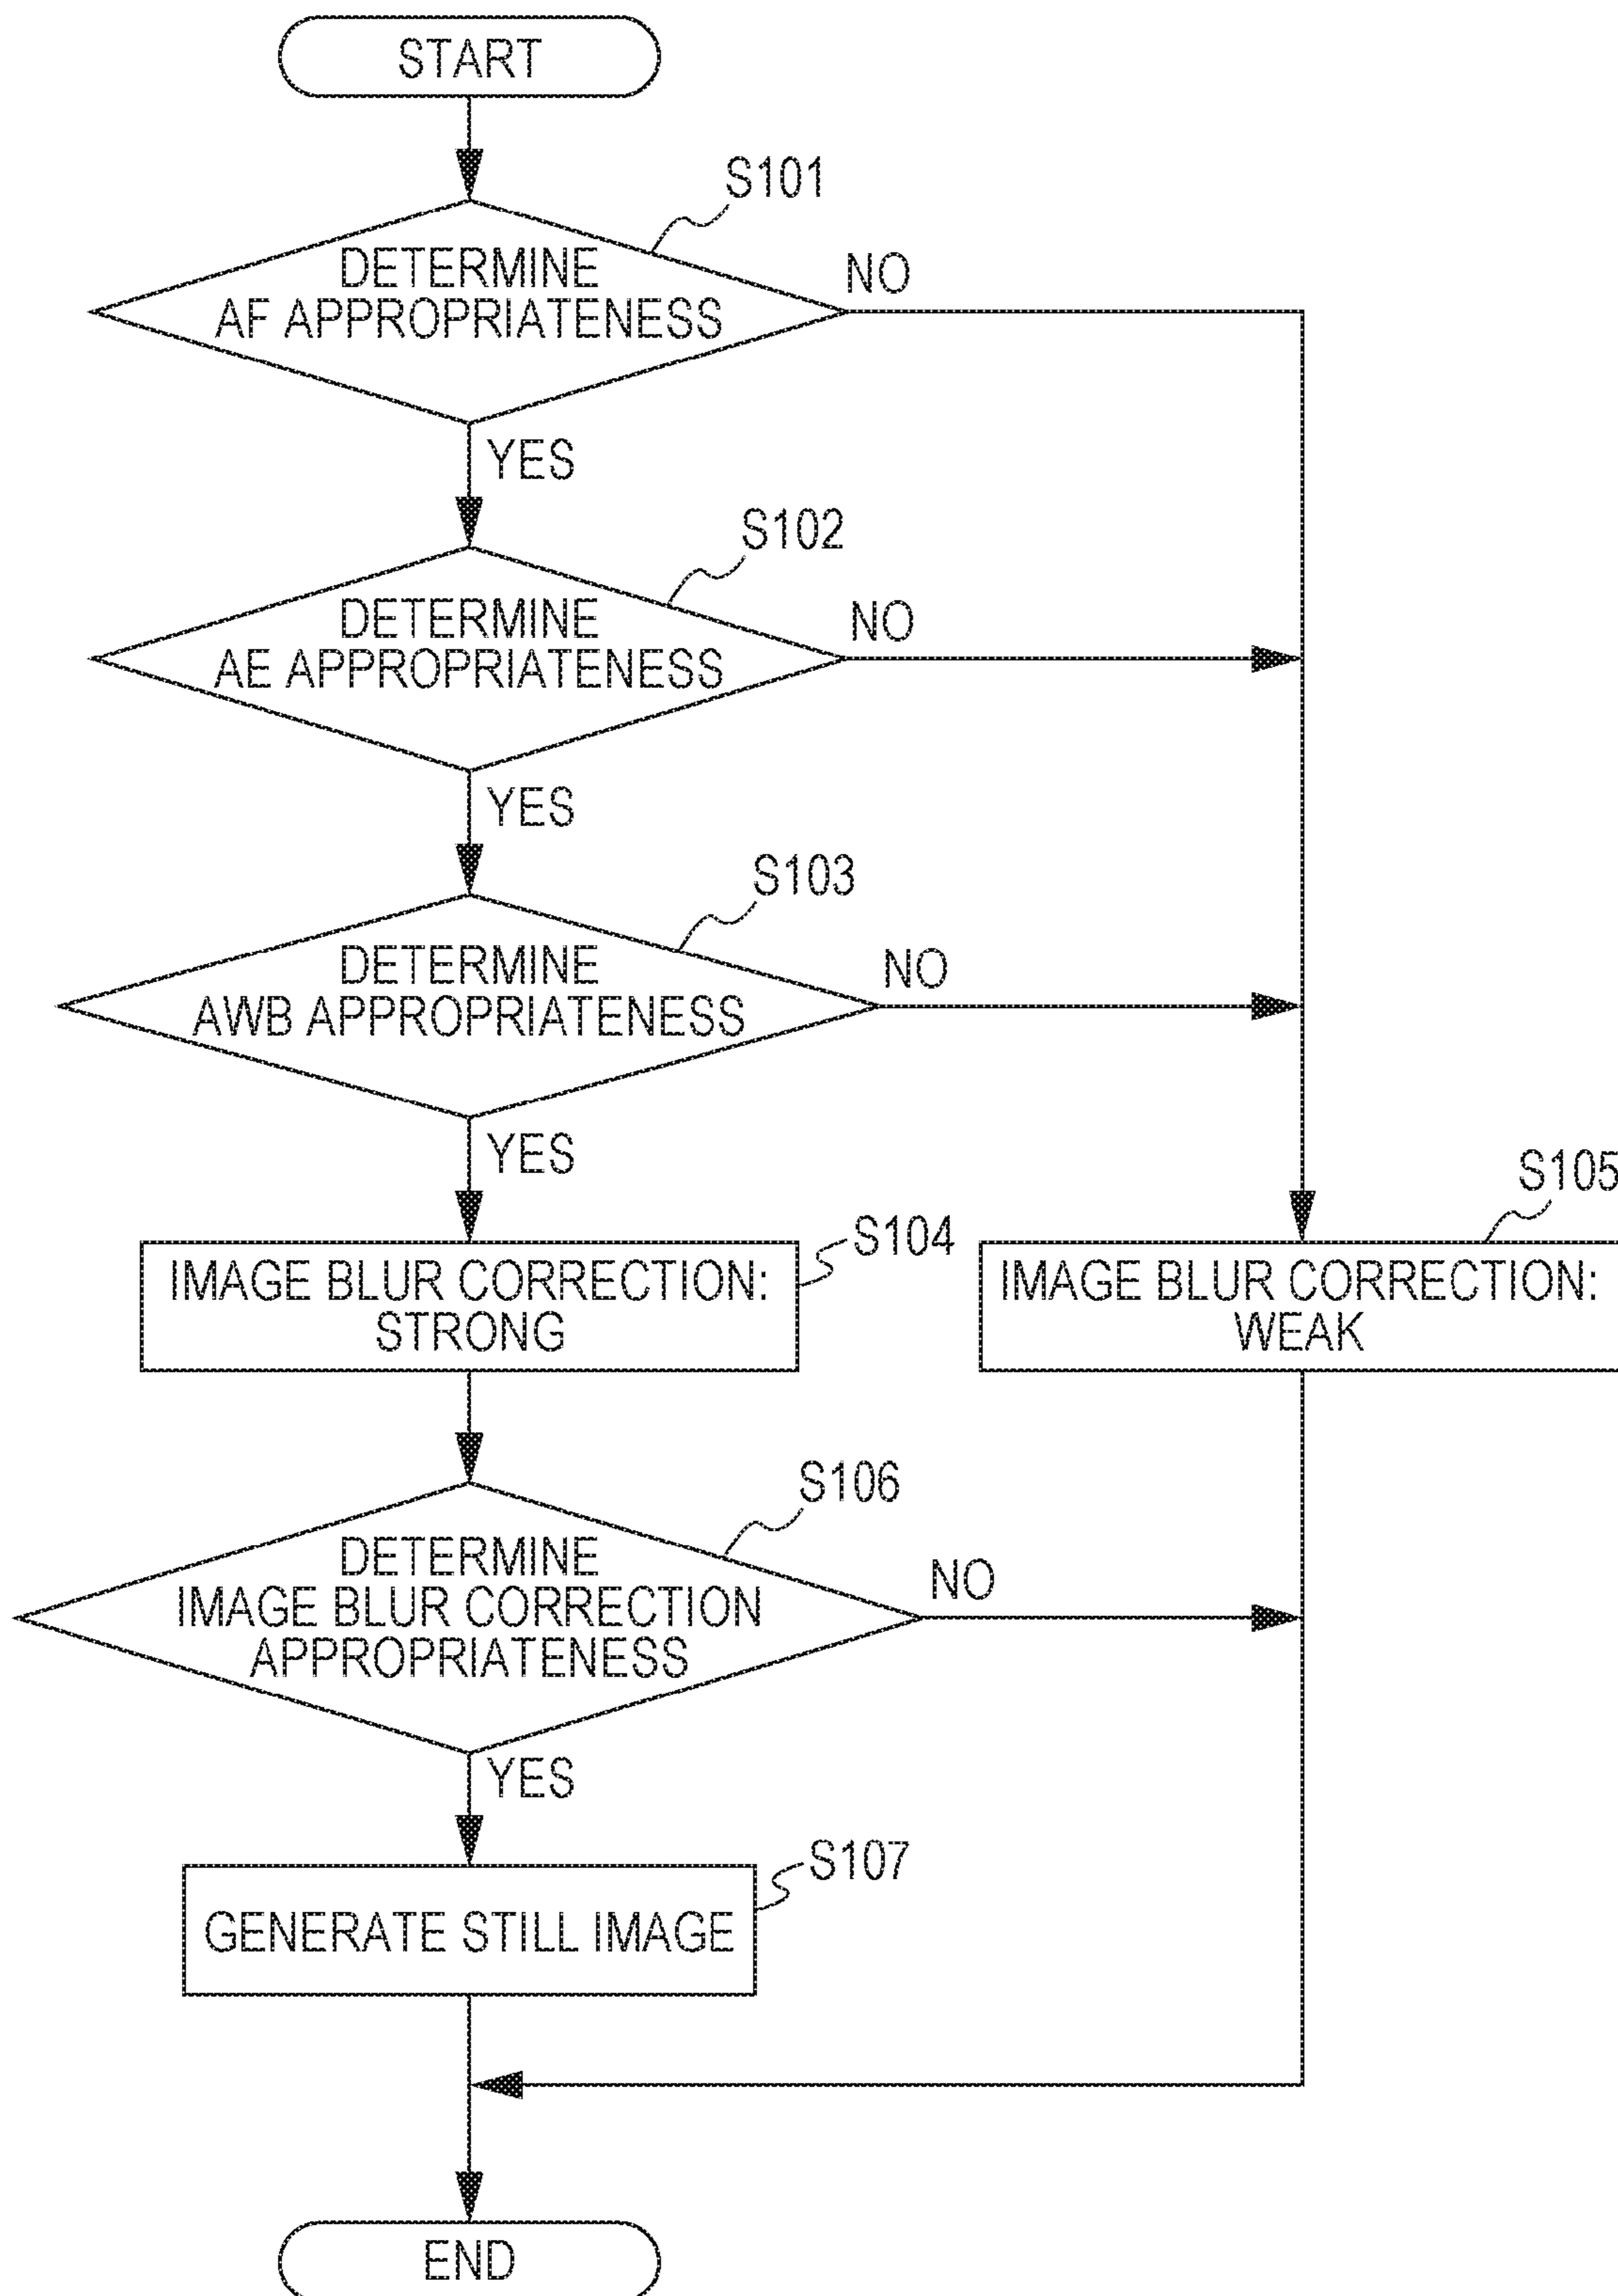 START
S101
DETERMINE
AF APPROPRIATENESS
NO
YES
S102
DETERMINE
AE APPROPRIATENESS
NO
YES
S103
DETERMINE
AWB APPROPRIATENESS
NO
YES
S104
IMAGE BLUR CORRECTION:
STRONG
S105
IMAGE BLUR CORRECTION:
WEAK
S106
DETERMINE
IMAGE BLUR CORRECTION
APPROPRIATENESS
NO
YES
S107
GENERATE STILL IMAGE
END